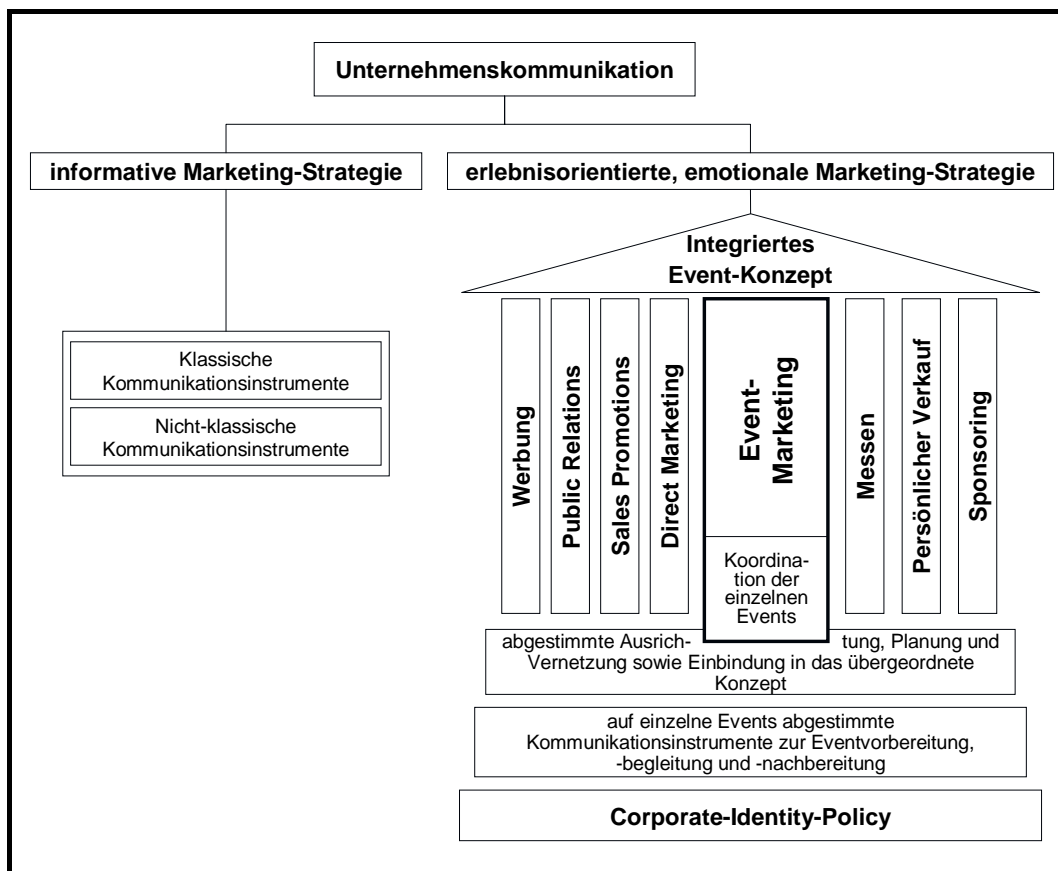 Unternehmenskommunikation
informative Marketing-Strategie
erlebnisorientierte, emotionale Marketing-Strategie
Integriertes
Event-Konzept
Klassische
Kommunikationsinstrumente
Nicht-klassische
Kommunikationsinstrumente
Werbung
Public Relations
Sales Promotions
Direct Marketing
Event-
Marketing
Koordina-
tion der
einzelnen
Events
Messen
Persönlicher Verkauf
Sponsoring
abgestimmte Ausrich- tung, Planung und
Vernetzung sowie Einbindung in das übergeordnete
Konzept
auf einzelne Events abgestimmte
Kommunikationsinstrumente zur Eventvorbereitung,
-begleitung und -nachbereitung
Corporate-Identity-Policy